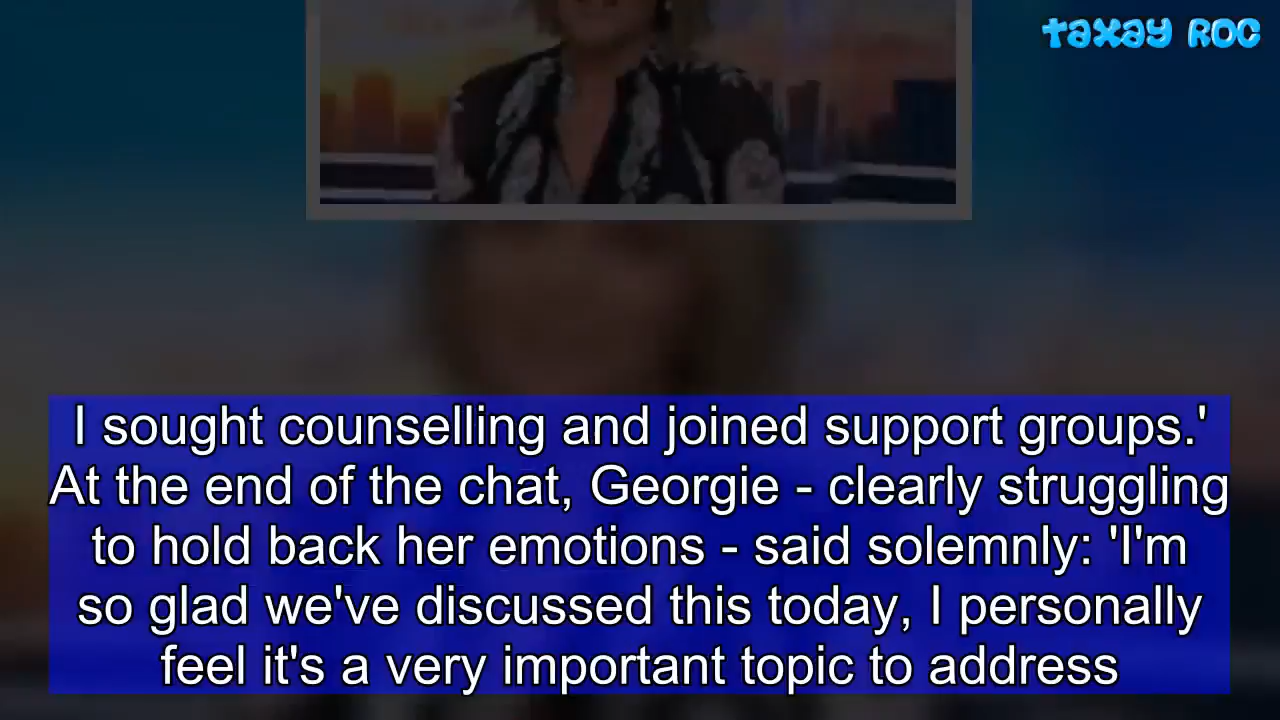 TAXAY ROC
I sought counselling and joined support groups.'
At the end of the chat, Georgie - clearly struggling
to hold back her emotions - said solemnly: 'I'm
so glad we've discussed this today, I personally
feel it's a very important topic to address